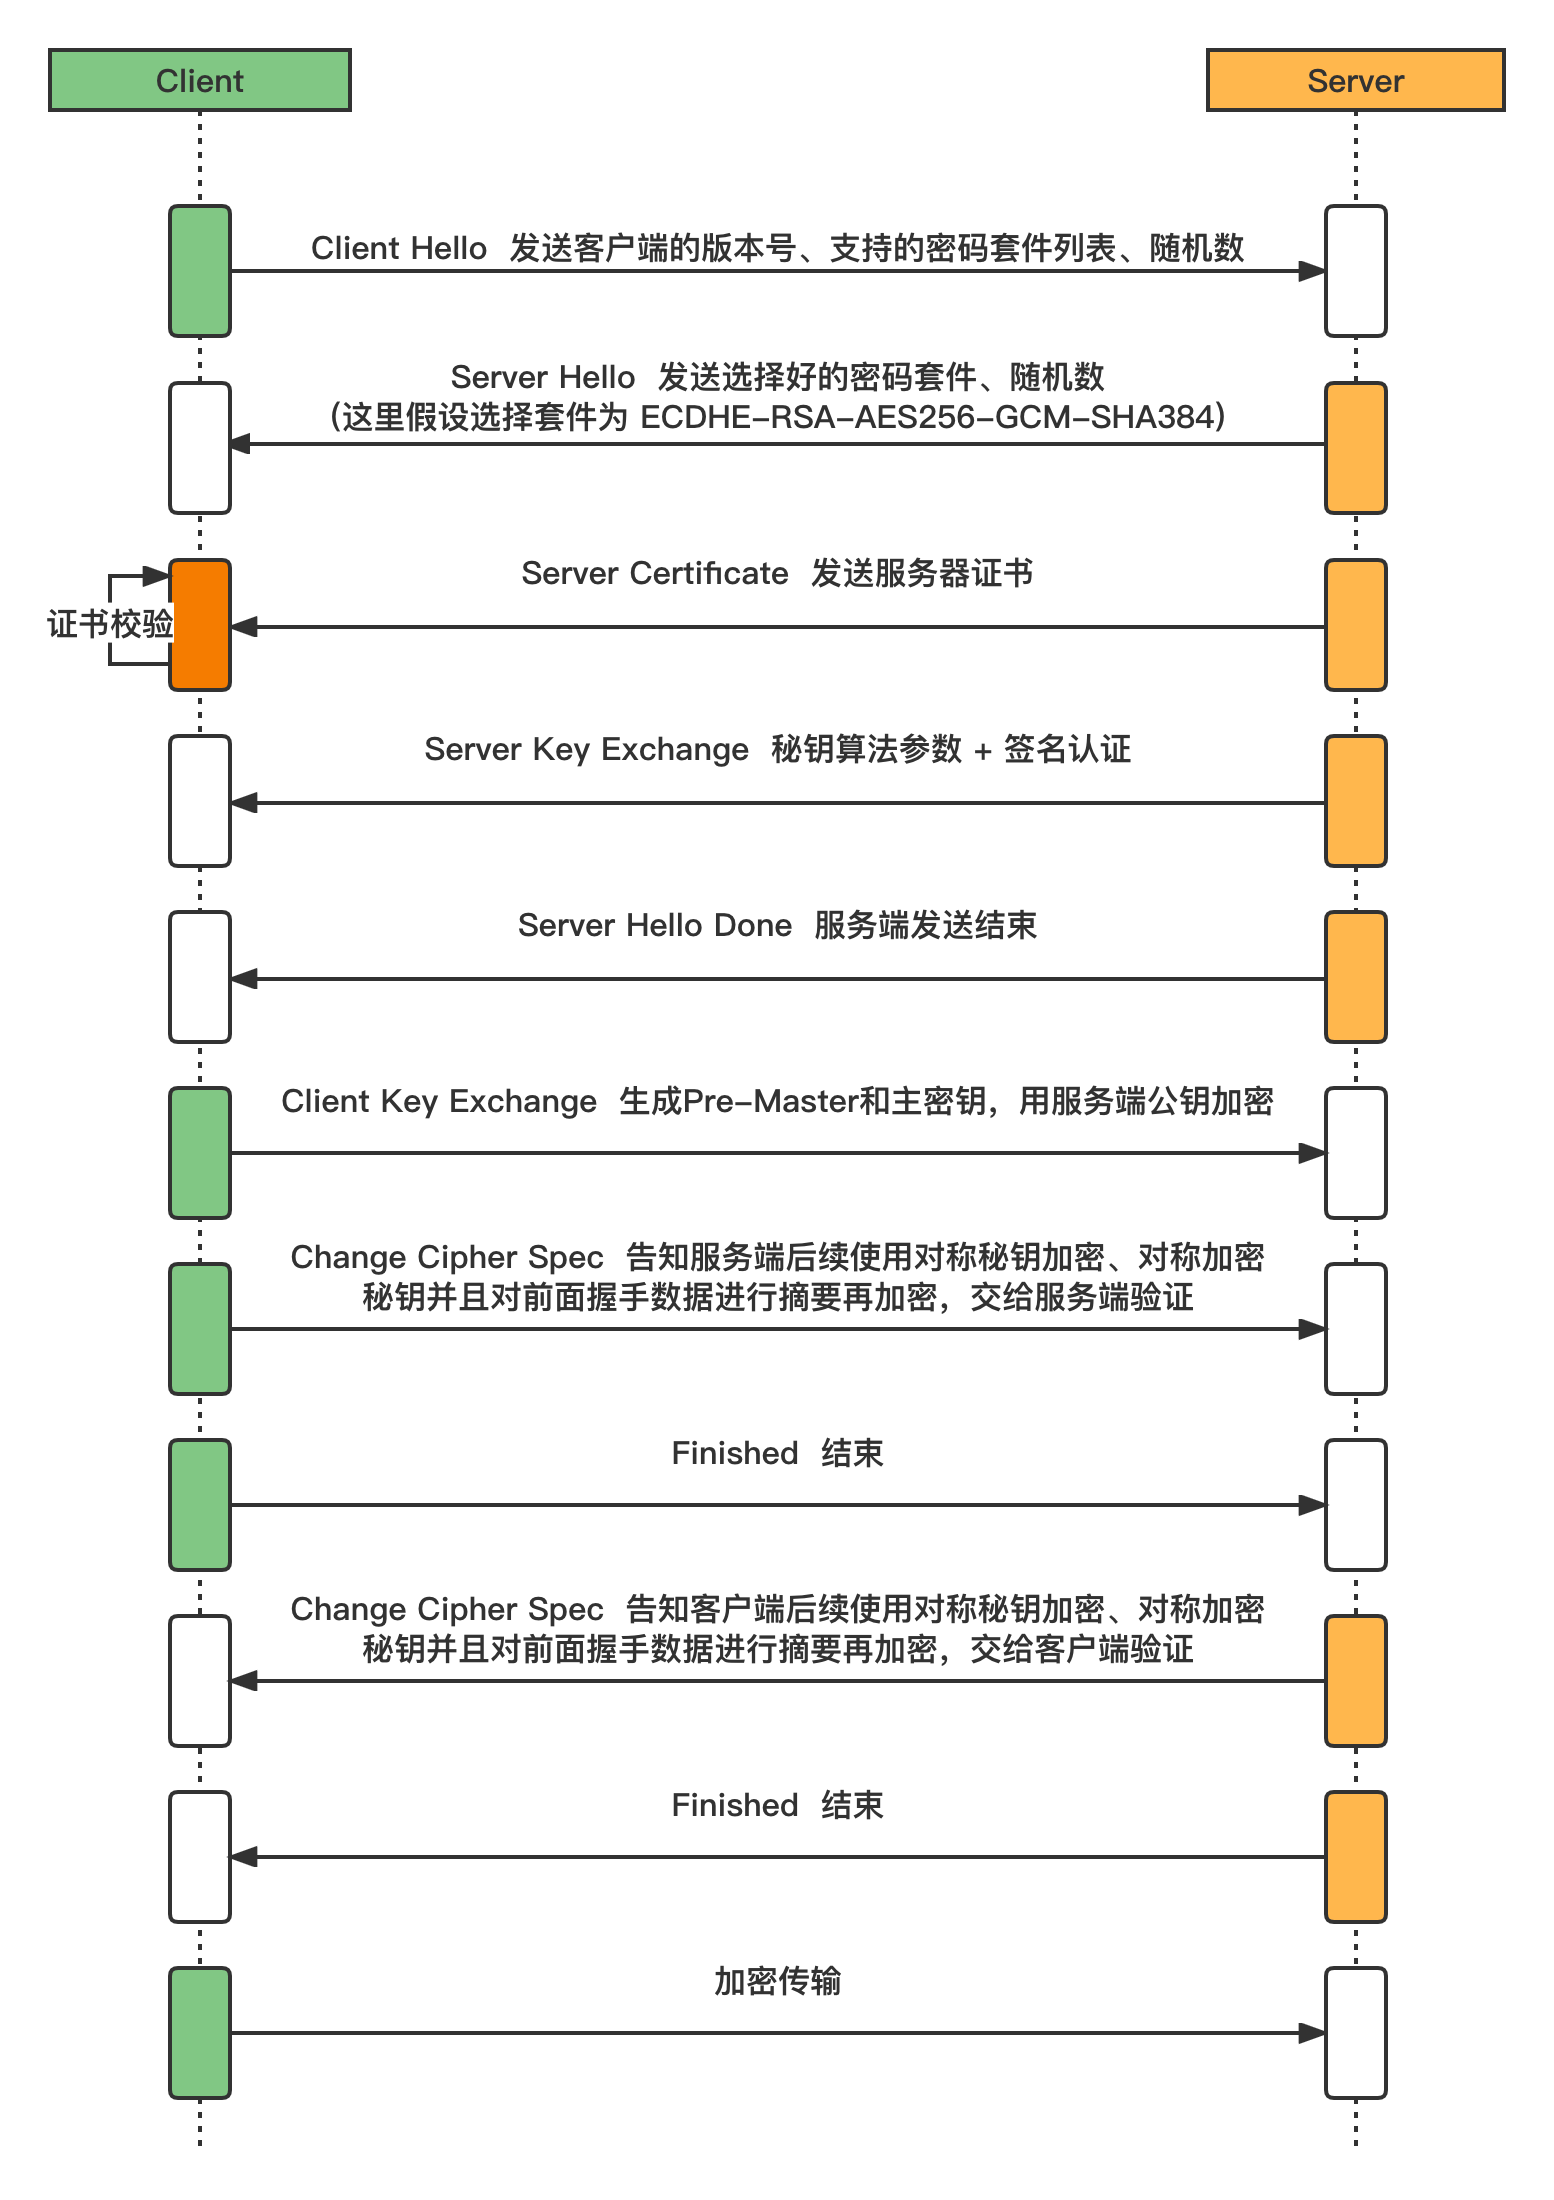 Client
Server
Client Hello 发送客户端的版本号、支持的密码套件列表、随机数
Server Hello 发送选择好的密码套件、随机数
(这里假设选择套件为 ECDHE-RSA-AES256-GCM-SHA384)
Server Certificate 发送服务器证书
证书校验
Server Key Exchange 秘钥算法参数 + 签名认证
Server Hello Done 服务端发送结束
Client Key Exchange 生成Pre-Master和主密钥，用服务端公钥加密
Change Cipher Spec 告知服务端后续使用对称秘钥加密、对称加密
秘钥并且对前面握手数据进行摘要再加密，交给服务端验证
Finished 结束
Change Cipher Spec 告知客户端后续使用对称秘钥加密、对称加密
秘钥并且对前面握手数据进行摘要再加密，交给客户端验证
Finished 结束
加密传输